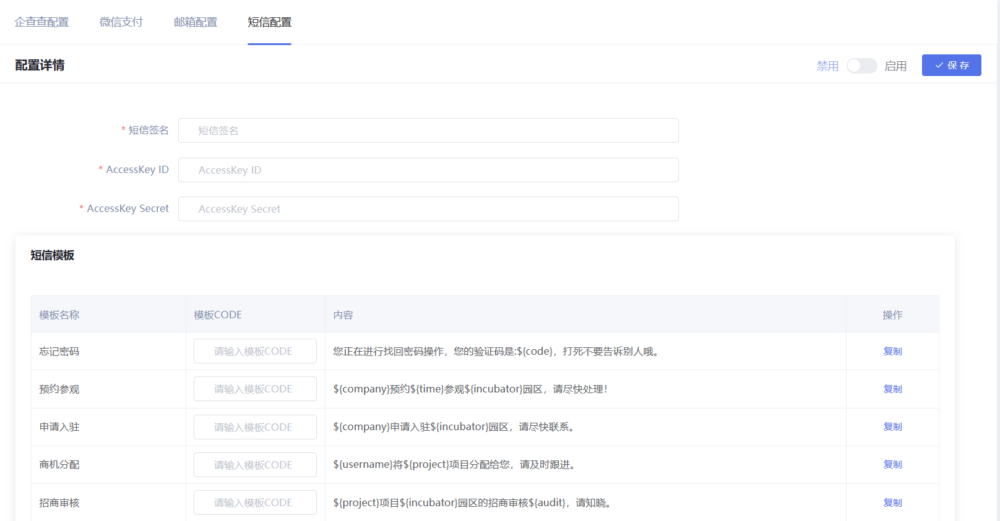 企查查配置 微信支付 邮箱配置 短信配置
配置详情 禁用 启用 保存
* 短信签名 短信签名
* AccessKey ID AccessKey ID
* AccessKey Secret AccessKey Secret
短信模板
模板名称 模板CODE 内容 操作
忘记密码 请输入模板CODE 您正在进行找回密码操作，您的验证码是:${code}，打死不要告诉别人哦。 复制
预约参观 请输入模板CODE ${company}预约${time}参观${incubator}园区，请尽快处理！ 复制
申请入驻 请输入模板CODE ${company}申请入驻${incubator}园区，请尽快联系。 复制
商机分配 请输入模板CODE ${username}将${project}项目分配给您，请及时跟进。 复制
招商审核 请输入模板CODE ${project}项目${incubator}园区的招商审核${audit}，请知晓。 复制